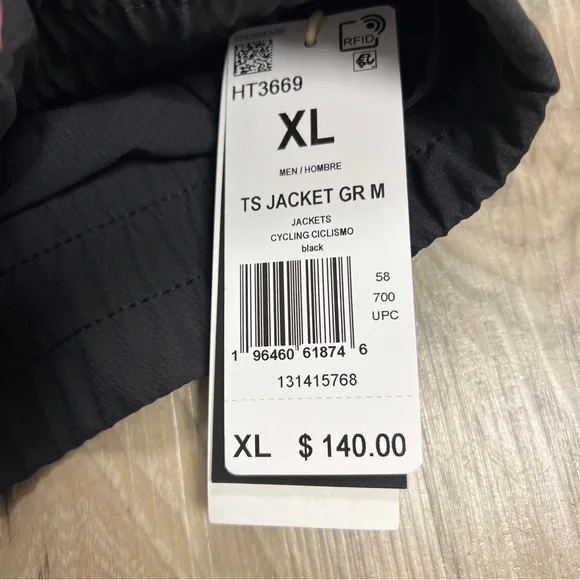 RFID
HT3669
XL
MEN / HOMBRE
TS JACKET GR M
JACKETS
CYCLING CICLISMO
black
58
700
UPC
1 96460 61874 6
131415768
XL $ 140.00